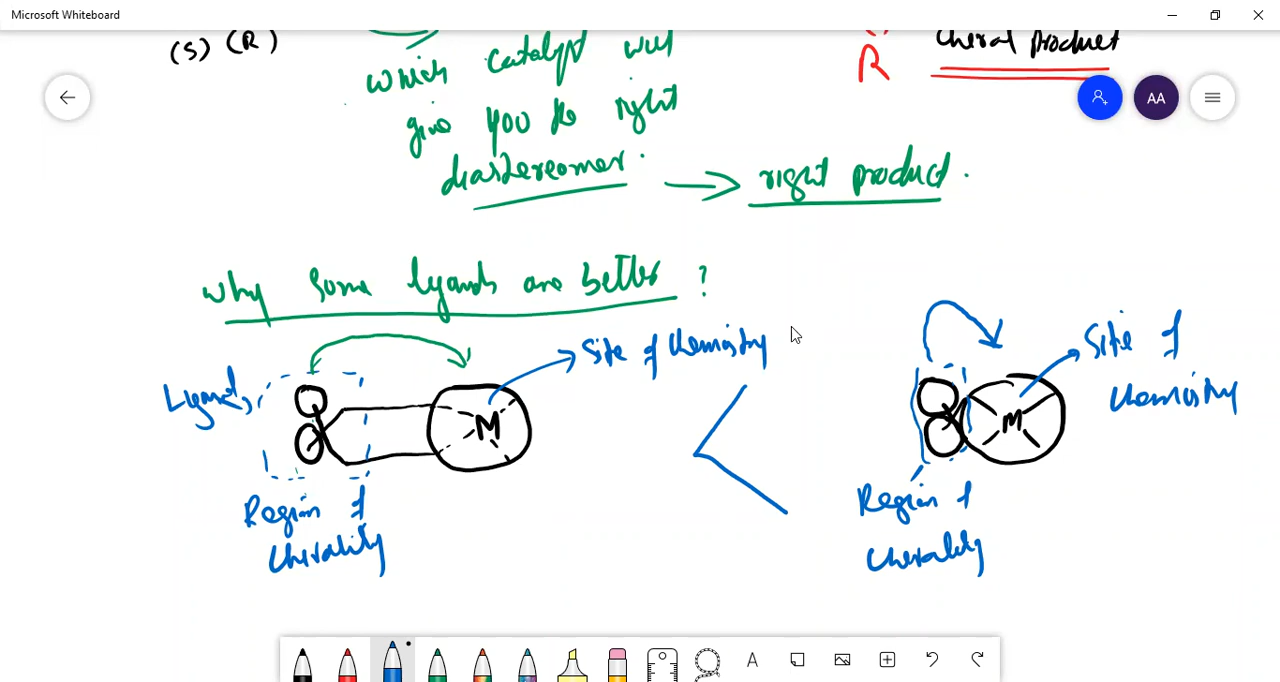 Microsoft Whiteboard
(S) (R)
which catalyst will
give you the right
diastereomer.
→ right product.
R
Chiral Product
AA
Why some ligands are better ?
Ligand,
M
Site of Chemistry
Region of
Chirality
<
M
Site of
Chemistry
Region of
Chirality
A